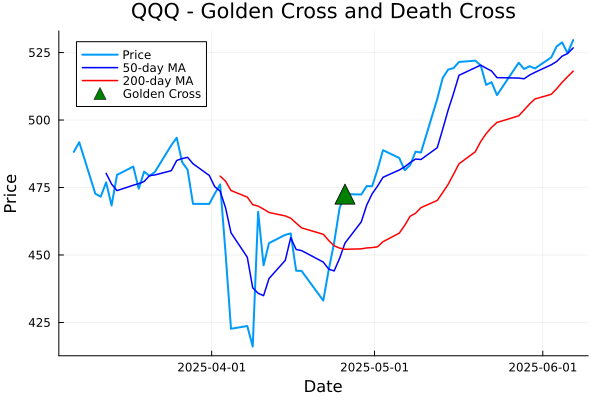 QQQ - Golden Cross and Death Cross
Price
50-day MA
200-day MA
Golden Cross
525
500
475
450
425
Price
2025-04-01
2025-05-01
2025-06-01
Date